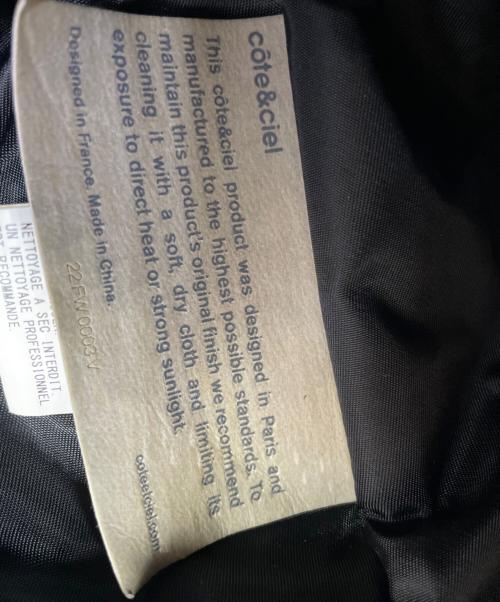 côte&ciel
This côte&ciel product was designed in Paris and
manufactured to the highest possible standards. To
maintain this product's original finish we recommend
cleaning it with a soft, dry cloth and limiting its
exposure to direct heat or strong sunlight.
coteetciel.com
Designed in France. Made in China.
22FW0003V
NETTOYAGE A SEC INTERDIT.
UN NETTOYAGE PROFESSIONNEL
EST RECOMMANDE.